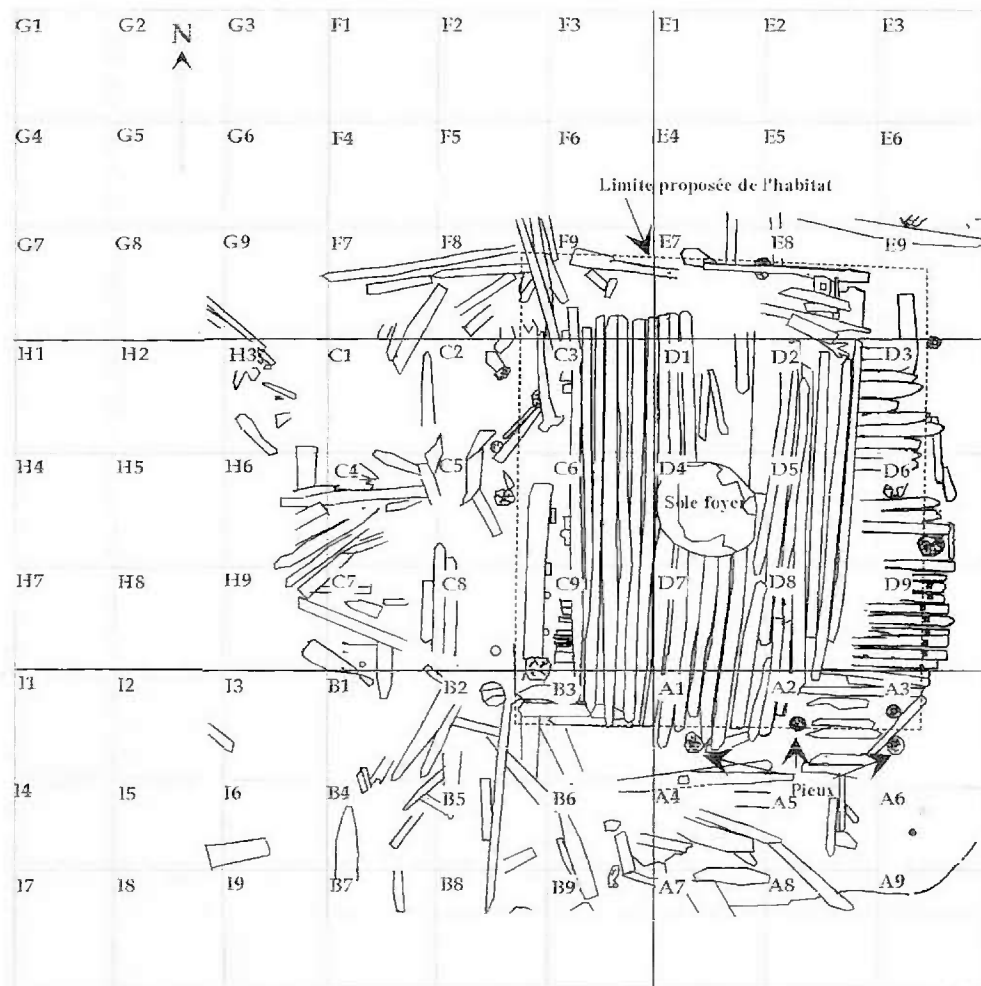 G1 G2 G3 F1 F2 F3 E1 E2 E3
N
G4 G5 G6 F4 F5 F6 E4 E5 E6
Limite proposée de l'habitat
G7 G8 G9 F7 F8 F9 E7 E8 E9
H1 H2 H3 C1 C2 C3 D1 D2 D3
H4 H5 H6 C4 C5 C6 D4 D5 D6
Sole foyer
H7 H8 H9 C7 C8 C9 D7 D8 D9
I1 I2 I3 B1 B2 B3 A1 A2 A3
Pieux
I4 I5 I6 B4 B5 B6 A4 A5 A6
I7 I8 I9 B7 B8 B9 A7 A8 A9